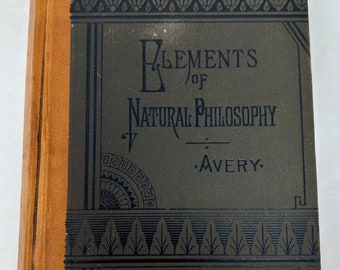 ELEMENTS
OF
NATURAL PHILOSOPHY
·AVERY·